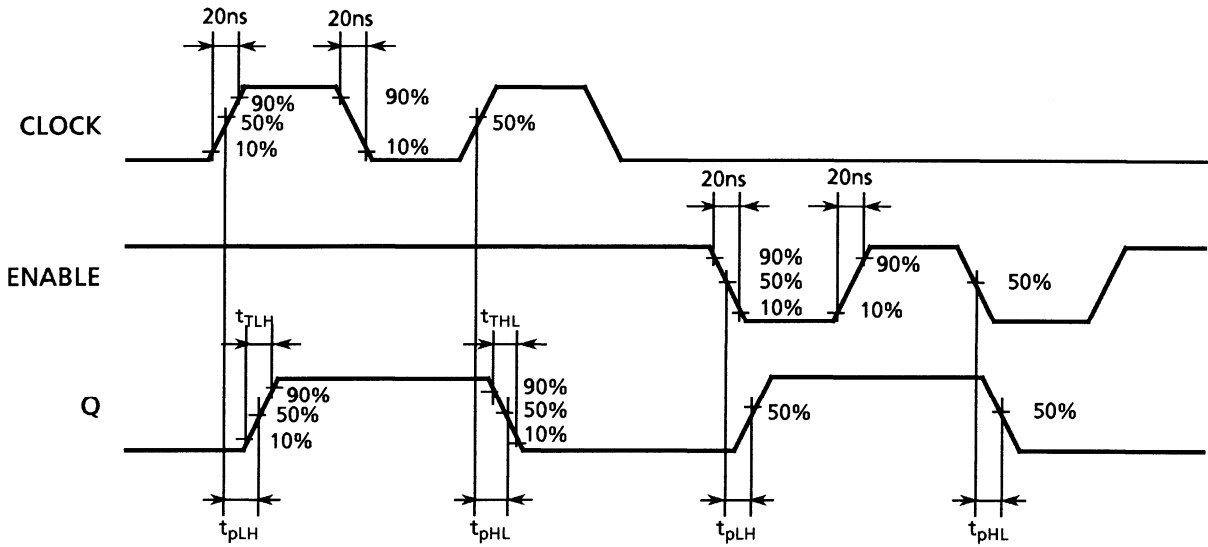 20ns 20ns
CLOCK
90% 90%
50% 50%
10% 10%
20ns 20ns
ENABLE
90% 90%
50% 50%
10% 10%
tTLH tTHL
Q
90% 90%
50% 50% 50% 50%
10% 10%
tpLH tpHL tpLH tpHL